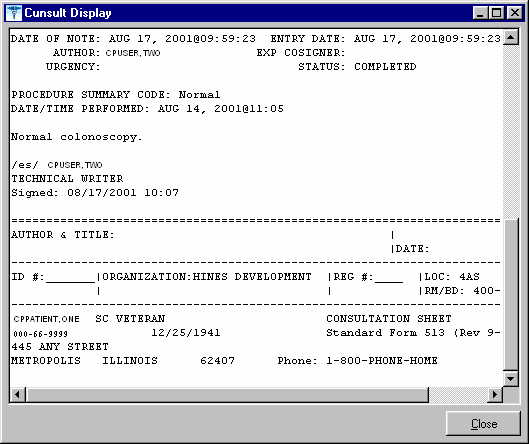 Cunsult Display
DATE OF NOTE: AUG 17, 2001@09:59:23  ENTRY DATE: AUG 17, 2001@09:59:23
AUTHOR: CPUSER,TWO  EXP COSIGNER:
URGENCY:  STATUS: COMPLETED
PROCEDURE SUMMARY CODE: Normal
DATE/TIME PERFORMED: AUG 14, 2001@11:05
Normal colonoscopy.
/es/ CPUSER,TWO
TECHNICAL WRITER
Signed: 08/17/2001 10:07
AUTHOR & TITLE:  |
|DATE:
ID #:_______|ORGANIZATION:HINES DEVELOPMENT  |REG #:____  |LOC: 4AS
|  |  |RM/BD: 400-
CPPATIENT,ONE  SC VETERAN  CONSULTATION SHEET
000-66-9999  12/25/1941  Standard Form 513 (Rev 9-
445 ANY STREET
METROPOLIS  ILLINOIS  62407  Phone: 1-800-PHONE-HOME
Close